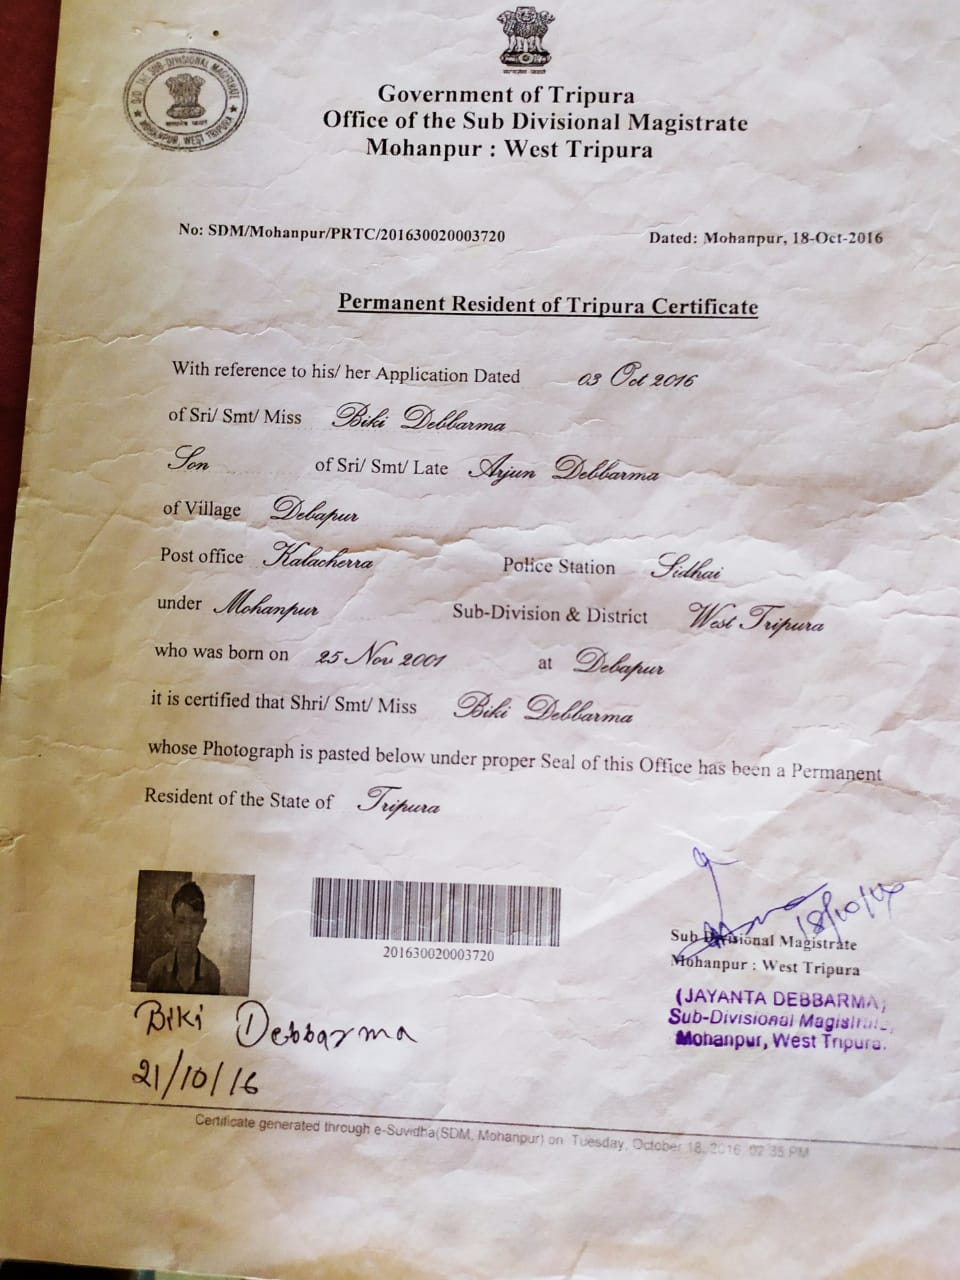 O/O THE SUB-DIVISIONAL MAGISTRATE
MOHANPUR, WEST TRIPURA
Government of Tripura
Office of the Sub Divisional Magistrate
Mohanpur : West Tripura
No: SDM/Mohanpur/PRTC/201630020003720 Dated: Mohanpur, 18-Oct-2016
Permanent Resident of Tripura Certificate
With reference to his/ her Application Dated 03 Oct 2016
of Sri/ Smt/ Miss Biki Debbarma
Son of Sri/ Smt/ Late Arjun Debbarma
of Village Debapur
Post office Kalacherra Police Station Sidhai
under Mohanpur Sub-Division & District West Tripura
who was born on 25 Nov 2001 at Debapur
it is certified that Shri/ Smt/ Miss Biki Debbarma
whose Photograph is pasted below under proper Seal of this Office has been a Permanent
Resident of the State of Tripura
201630020003720
18/10/16
Sub Divisional Magistrate
Mohanpur : West Tripura
(JAYANTA DEBBARMA)
Sub-Divisional Magistrate,
Mohanpur, West Tripura.
Biki Debbarma
21/10/16
Certificate generated through e-Suvidha(SDM, Mohanpur) on Tuesday, October 18, 2016 02:35 PM